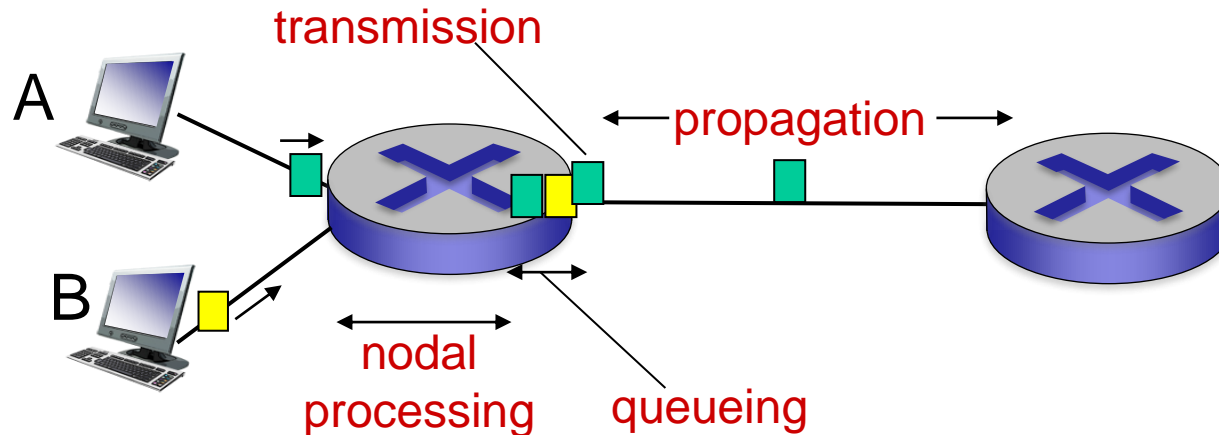 transmission
A
propagation
B
nodal
processing
queueing